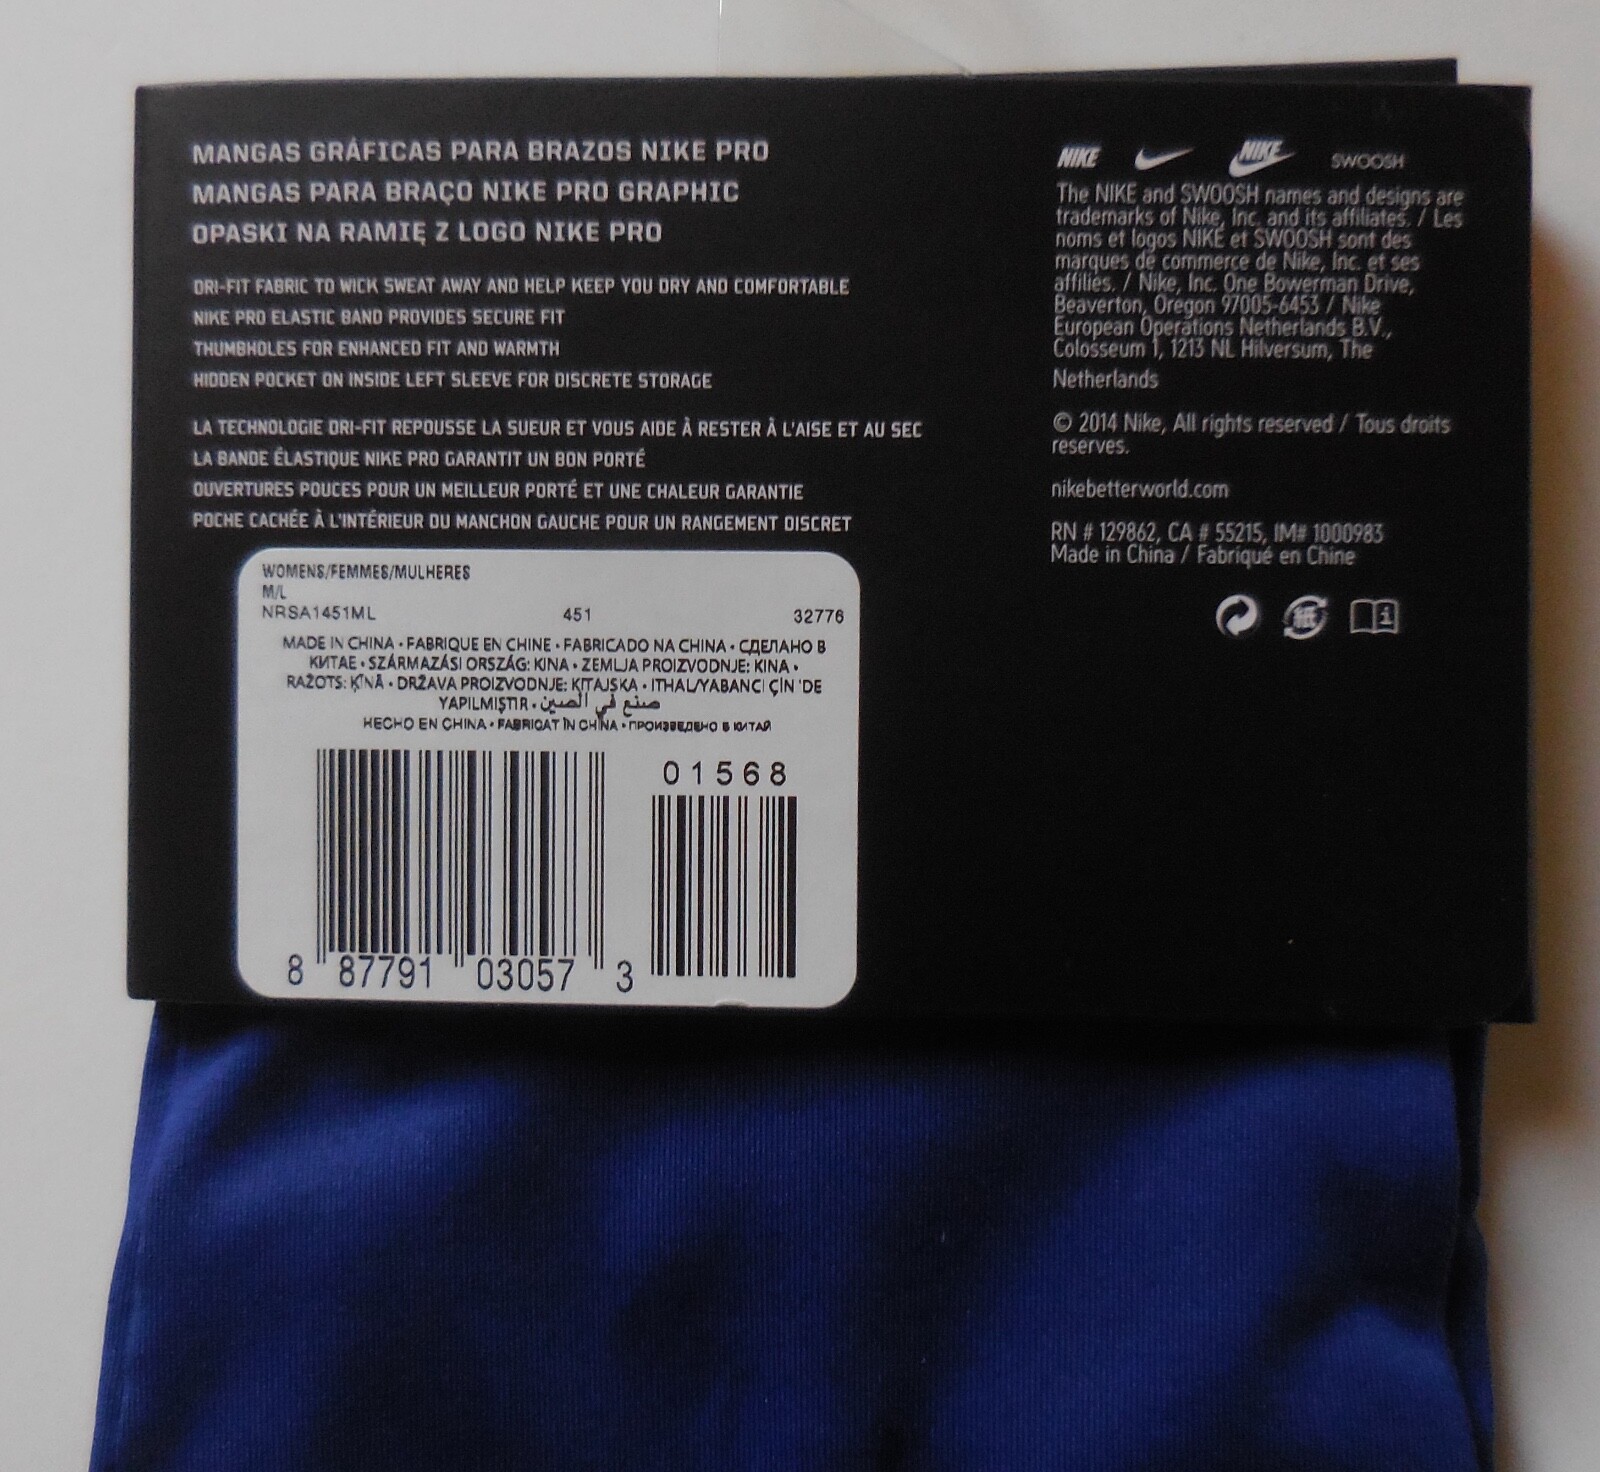 MANGAS GRÁFICAS PARA BRAZOS NIKE PRO
MANGAS PARA BRAÇO NIKE PRO GRAPHIC
OPASKI NA RAMIĘ Z LOGO NIKE PRO
DRI-FIT FABRIC TO WICK SWEAT AWAY AND HELP KEEP YOU DRY AND COMFORTABLE
NIKE PRO ELASTIC BAND PROVIDES SECURE FIT
THUMBHOLES FOR ENHANCED FIT AND WARMTH
HIDDEN POCKET ON INSIDE LEFT SLEEVE FOR DISCRETE STORAGE
LA TECHNOLOGIE DRI-FIT REPOUSSE LA SUEUR ET VOUS AIDE À RESTER À L'AISE ET AU SEC
LA BANDE ÉLASTIQUE NIKE PRO GARANTIT UN BON PORTÉ
OUVERTURES POUCES POUR UN MEILLEUR PORTÉ ET UNE CHALEUR GARANTIE
POCHE CACHÉE À L'INTÉRIEUR DU MANCHON GAUCHE POUR UN RANGEMENT DISCRET
WOMENS/FEMMES/MULHERES
M/L
NRSA1451ML 451 32776
MADE IN CHINA • FABRIQUE EN CHINE • FABRICADO NA CHINA • СДЕЛАНО В
КИТАЕ • SZÁRMAZÁSI ORSZÁG: KINA • ZEMLJA PROIZVODNJE: KINA •
RAŽOTS: ĶĪNĀ • DRŽAVA PROIZVODNJE: KITAJSKA • ITHAL/YABANCI ÇİN 'DE
YAPILMIŞTIR • صنع في الصين
HECHO EN CHINA • FABRICAT ÎN CHINA • ПРОИЗВЕДЕНО В КИТАЙ
01568
8 87791 03057 3
NIKE NIKE SWOOSH
The NIKE and SWOOSH names and designs are
trademarks of Nike, Inc. and its affiliates. / Les
noms et logos NIKE et SWOOSH sont des
marques de commerce de Nike, Inc. et ses
affiliés. / Nike, Inc. One Bowerman Drive,
Beaverton, Oregon 97005-6453 / Nike
European Operations Netherlands B.V.,
Colosseum 1, 1213 NL Hilversum, The
Netherlands
© 2014 Nike, All rights reserved / Tous droits
reserves.
nikebetterworld.com
RN # 129862, CA # 55215, IM# 1000983
Made in China / Fabriqué en Chine
紙 i